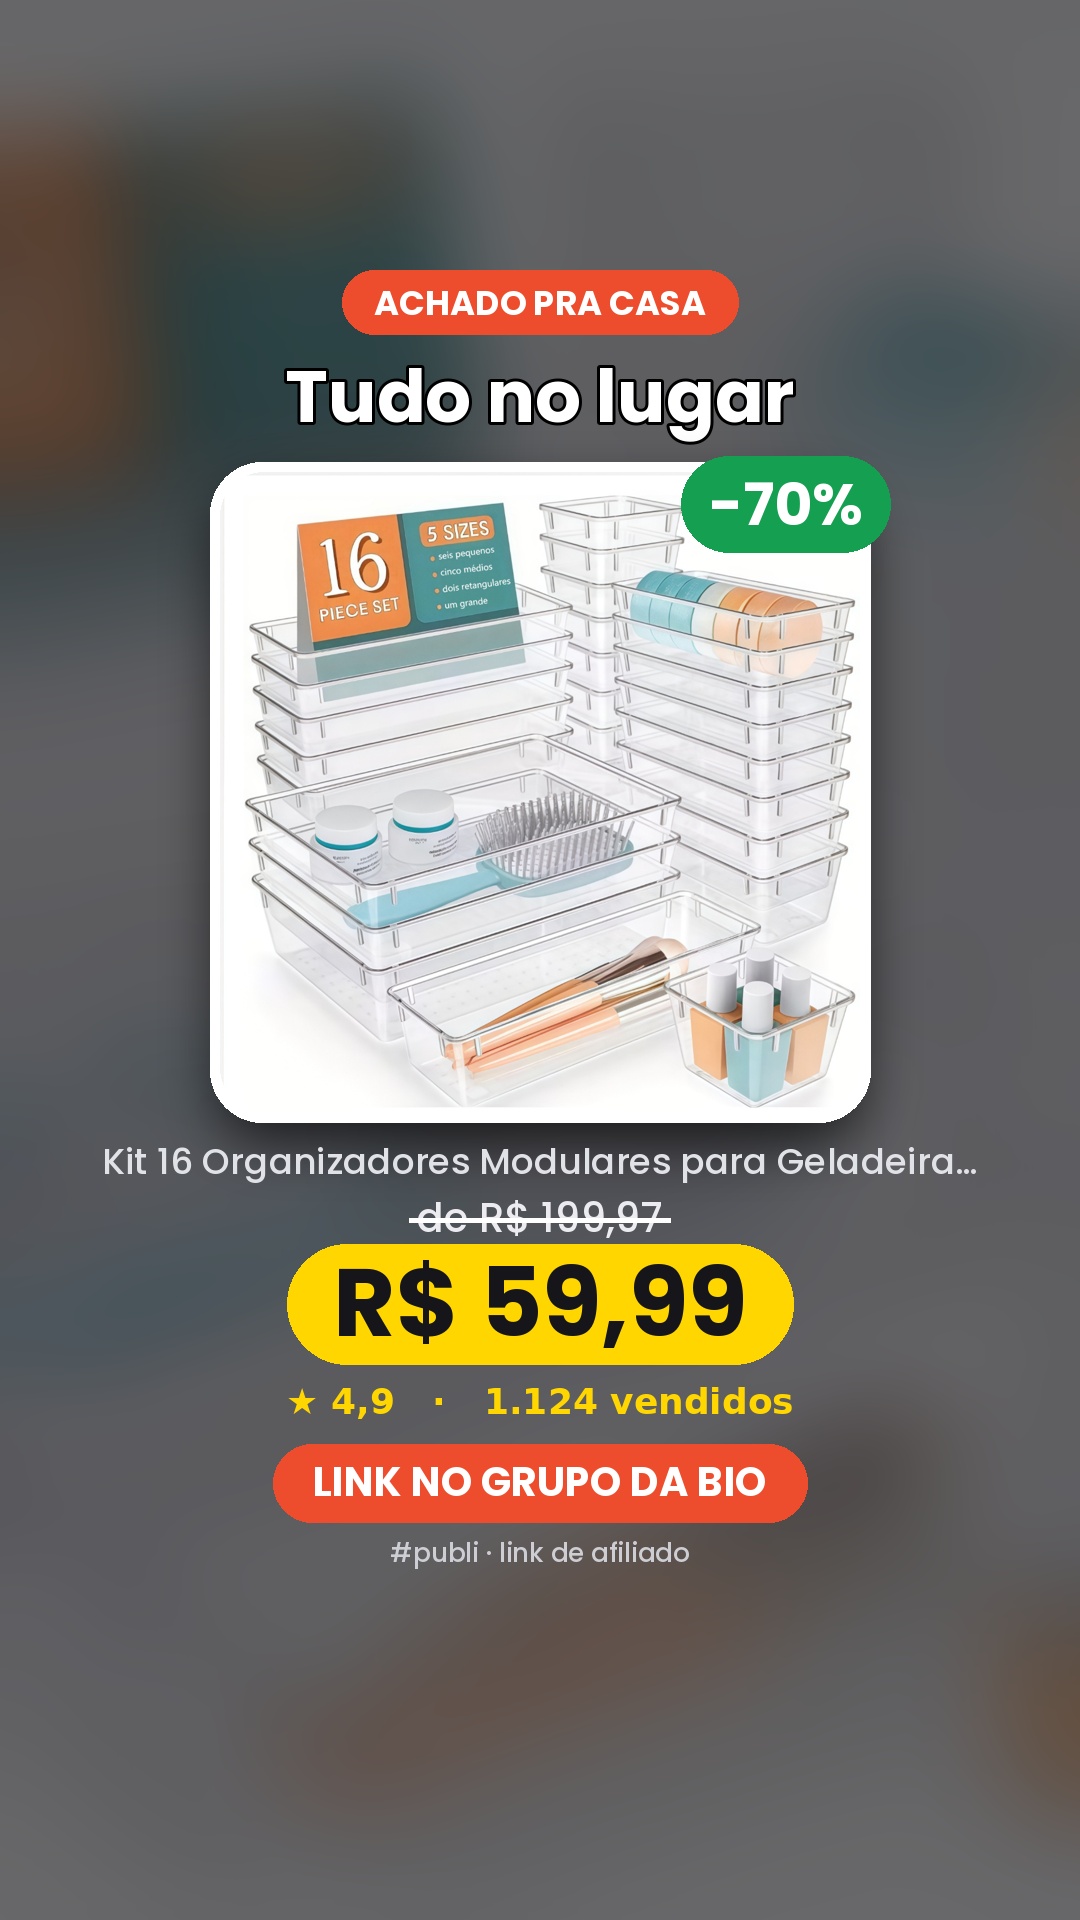 ACHADO PRA CASA
Tudo no lugar
-70%
16
PIECE SET
5 SIZES
• seis pequenos
• cinco médios
• dois retangulares
• um grande
Kit 16 Organizadores Modulares para Geladeira...
de R$ 199,97
R$ 59,99
★ 4,9 · 1.124 vendidos
LINK NO GRUPO DA BIO
#publi · link de afiliado